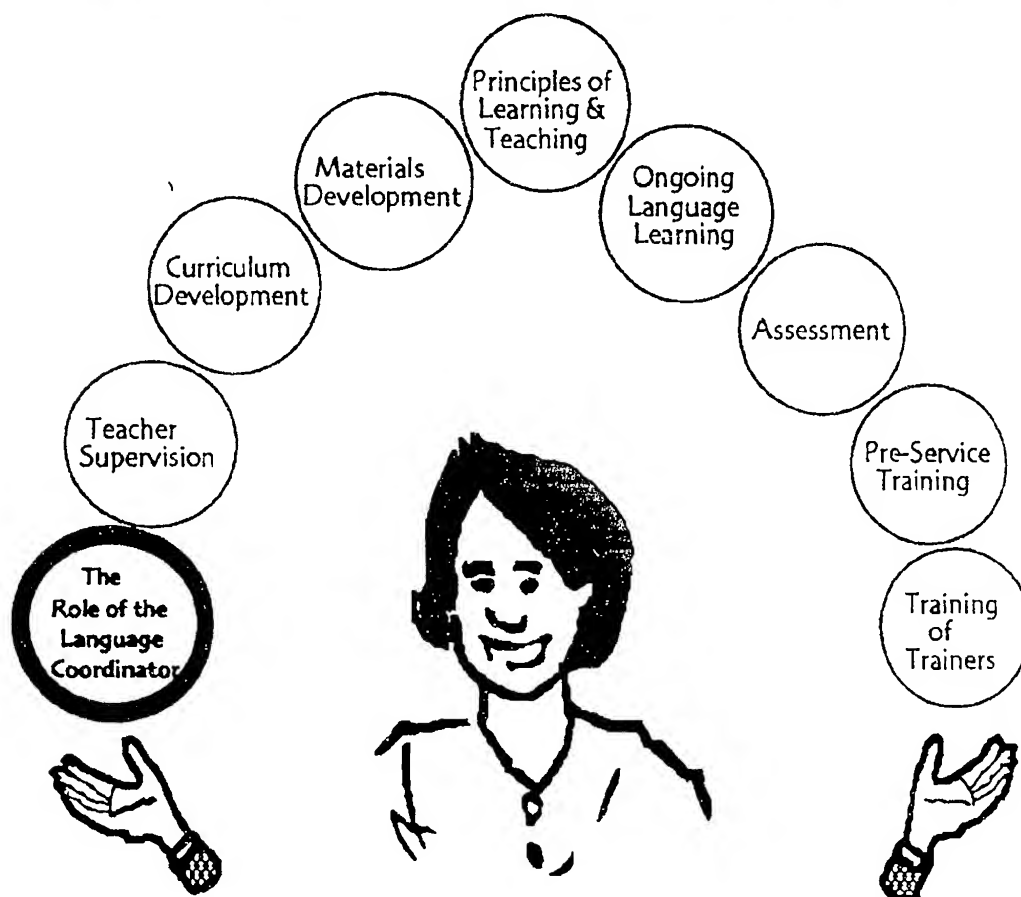 Principles of
Learning &
Teaching
Materials
Development
Ongoing
Language
Learning
Curriculum
Development
Assessment
Teacher
Supervision
Pre-Service
Training
The
Role of the
Language
Coordinator
Training
of
Trainers